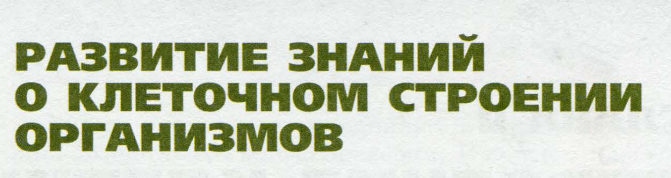 РАЗВИТИЕ ЗНАНИЙ
О КЛЕТОЧНОМ СТРОЕНИИ
ОРГАНИЗМОВ